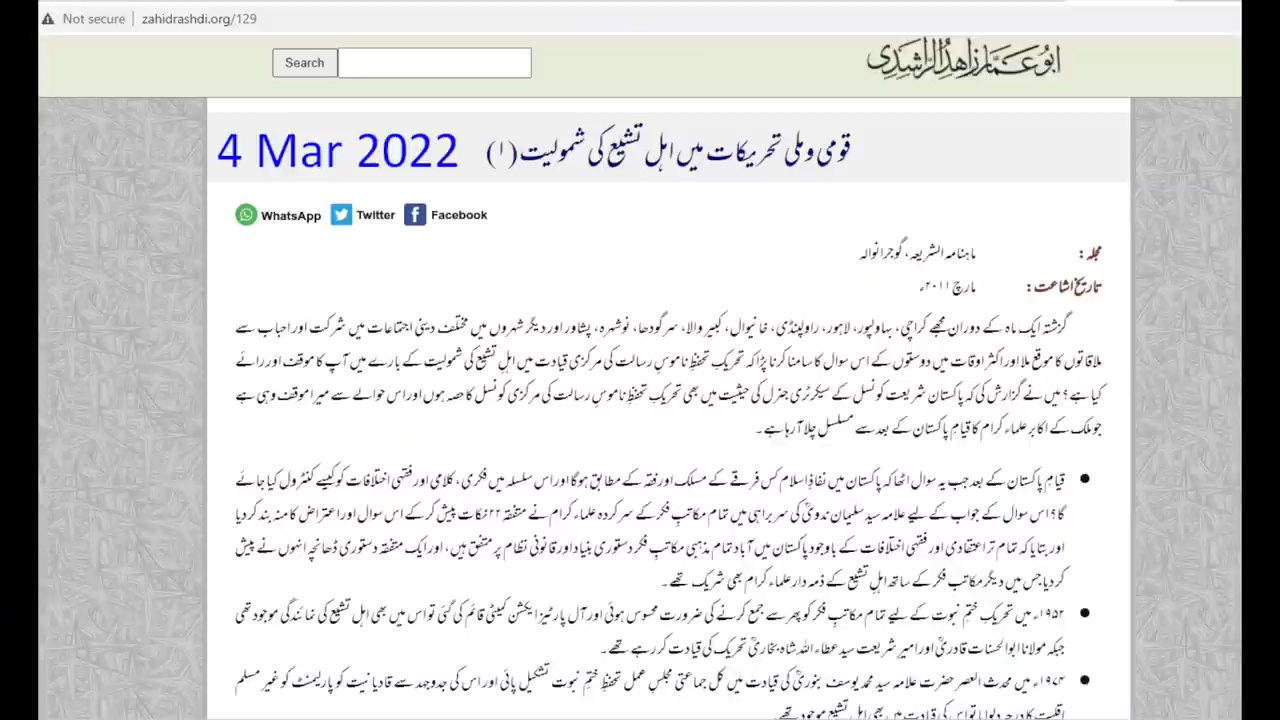 Not secure | zahidrashdi.org/129
Search
ابو عمار زاہد الراشدی
4 Mar 2022
قومی و ملی تحریکات میں اہل تشیع کی شمولیت (۱)
WhatsApp Twitter Facebook
مجلہ: ماہنامہ الشریعہ، گوجرانوالہ
تاریخ اشاعت: مارچ ۲۰۱۱ء
گزشتہ ایک ماہ کے دوران مجھے کراچی، بہاولپور، لاہور، راولپنڈی، خانیوال، کبیر والا، سرگودھا، نوشہرہ، پشاور اور دیگر شہروں میں مختلف دینی اجتماعات میں شرکت اور احباب سے
ملاقاتوں کا موقع ملا اور اکثر اوقات میں دوستوں کے اس سوال کا سامنا کرنا پڑا کہ تحریکِ تحفظِ ناموسِ رسالت کی مرکزی قیادت میں اہلِ تشیع کی شمولیت کے بارے میں آپ کا موقف اور رائے
کیا ہے؟ میں نے گزارش کی کہ پاکستان شریعت کونسل کے سیکرٹری جنرل کی حیثیت میں بھی تحریکِ تحفظِ ناموسِ رسالت کی مرکزی کونسل کا حصہ ہوں اور اس حوالے سے میرا موقف وہی ہے
جو ملک کے اکابر علماء کرام کا قیامِ پاکستان کے بعد سے مسلسل چلا آ رہا ہے۔
● قیامِ پاکستان کے بعد جب یہ سوال اٹھا کہ پاکستان میں نفاذِ اسلام کس فرقے کے مسلک اور فقہ کے مطابق ہوگا اور اس سلسلہ میں فکری، کلامی اور فقہی اختلافات کو کیسے کنٹرول کیا جائے
گا؟ اس سوال کے جواب کے لیے علامہ سید سلیمان ندویؒ کی سربراہی میں تمام مکاتبِ فکر کے سرکردہ علماء کرام نے متفقہ ۲۲ نکات پیش کر کے اس سوال اور اعتراض کا منہ بند کر دیا
اور بتایا کہ تمام تر اعتقادی اور فقہی اختلافات کے باوجود پاکستان میں آباد تمام مذہبی مکاتبِ فکر دستوری بنیاد اور قانونی نظام پر متفق ہیں، اور ایک متفقہ دستوری ڈھانچہ انہوں نے پیش
کر دیا جس میں دیگر مکاتب فکر کے ساتھ اہلِ تشیع کے ذمہ دار علماء کرام بھی شریک تھے۔
● ۱۹۵۲ء میں تحریکِ ختمِ نبوت کے لیے تمام مکاتبِ فکر کو پھر سے جمع کرنے کی ضرورت محسوس ہوئی اور آل پارٹیز ایکشن کمیٹی قائم کی گئی تو اس میں بھی اہل تشیع کی نمائندگی موجود تھی
جبکہ مولانا ابوالحسنات قادریؒ اور امیرِ شریعت سید عطاء اللہ شاہ بخاریؒ تحریک کی قیادت کر رہے تھے۔
● ۱۹۷۴ء میں محدث العصر حضرت علامہ سید محمد یوسف بنوریؒ کی قیادت میں کل جماعتی مجلسِ عمل تحفظِ ختمِ نبوت تشکیل پائی اور اس کی جدوجہد سے قادیانیت کو پارلیمنٹ کو غیر مسلم
اقلیت کا درجہ دلوایا تو اس کی قیادت میں بھی اہل تشیع موجود تھے۔